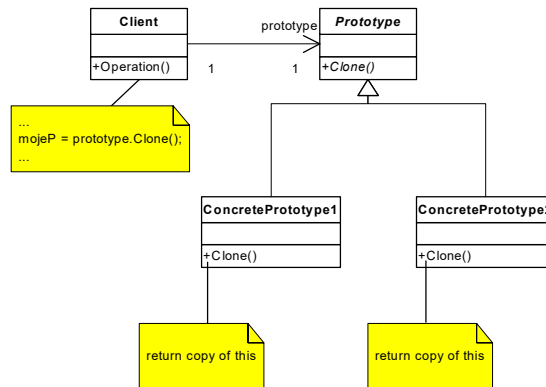 Client
prototype
Prototype
+Operation()
1
1
+Clone()
...
mojeP = prototype.Clone();
...
ConcretePrototype1
+Clone()
+Clone()
return copy of this
return copy of this